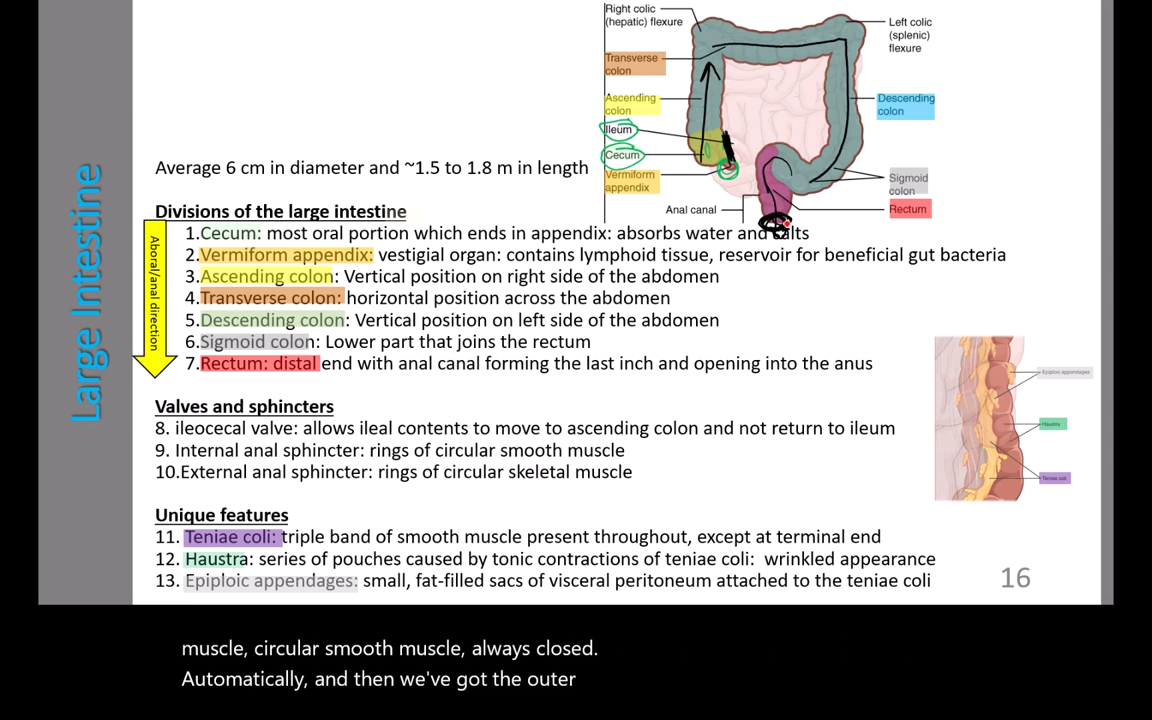 Right colic
(hepatic) flexure
Transverse
colon
Ascending
colon
Ileum
Cecum
Vermiform
appendix
Anal canal
Left colic
(splenic)
flexure
Descending
colon
Sigmoid
colon
Rectum
Large Intestine
Average 6 cm in diameter and ~1.5 to 1.8 m in length
Divisions of the large intestine
Aboral/anal direction
1.Cecum: most oral portion which ends in appendix: absorbs water and salts
2.Vermiform appendix: vestigial organ: contains lymphoid tissue, reservoir for beneficial gut bacteria
3.Ascending colon: Vertical position on right side of the abdomen
4.Transverse colon: horizontal position across the abdomen
5.Descending colon: Vertical position on left side of the abdomen
6.Sigmoid colon: Lower part that joins the rectum
7.Rectum: distal end with anal canal forming the last inch and opening into the anus
Valves and sphincters
8. ileocecal valve: allows ileal contents to move to ascending colon and not return to ileum
9. Internal anal sphincter: rings of circular smooth muscle
10.External anal sphincter: rings of circular skeletal muscle
Epiploic appendages
Haustra
Teniae coli
Unique features
11. Teniae coli: triple band of smooth muscle present throughout, except at terminal end
12. Haustra: series of pouches caused by tonic contractions of teniae coli: wrinkled appearance
13. Epiploic appendages: small, fat-filled sacs of visceral peritoneum attached to the teniae coli
16
muscle, circular smooth muscle, always closed.
Automatically, and then we've got the outer